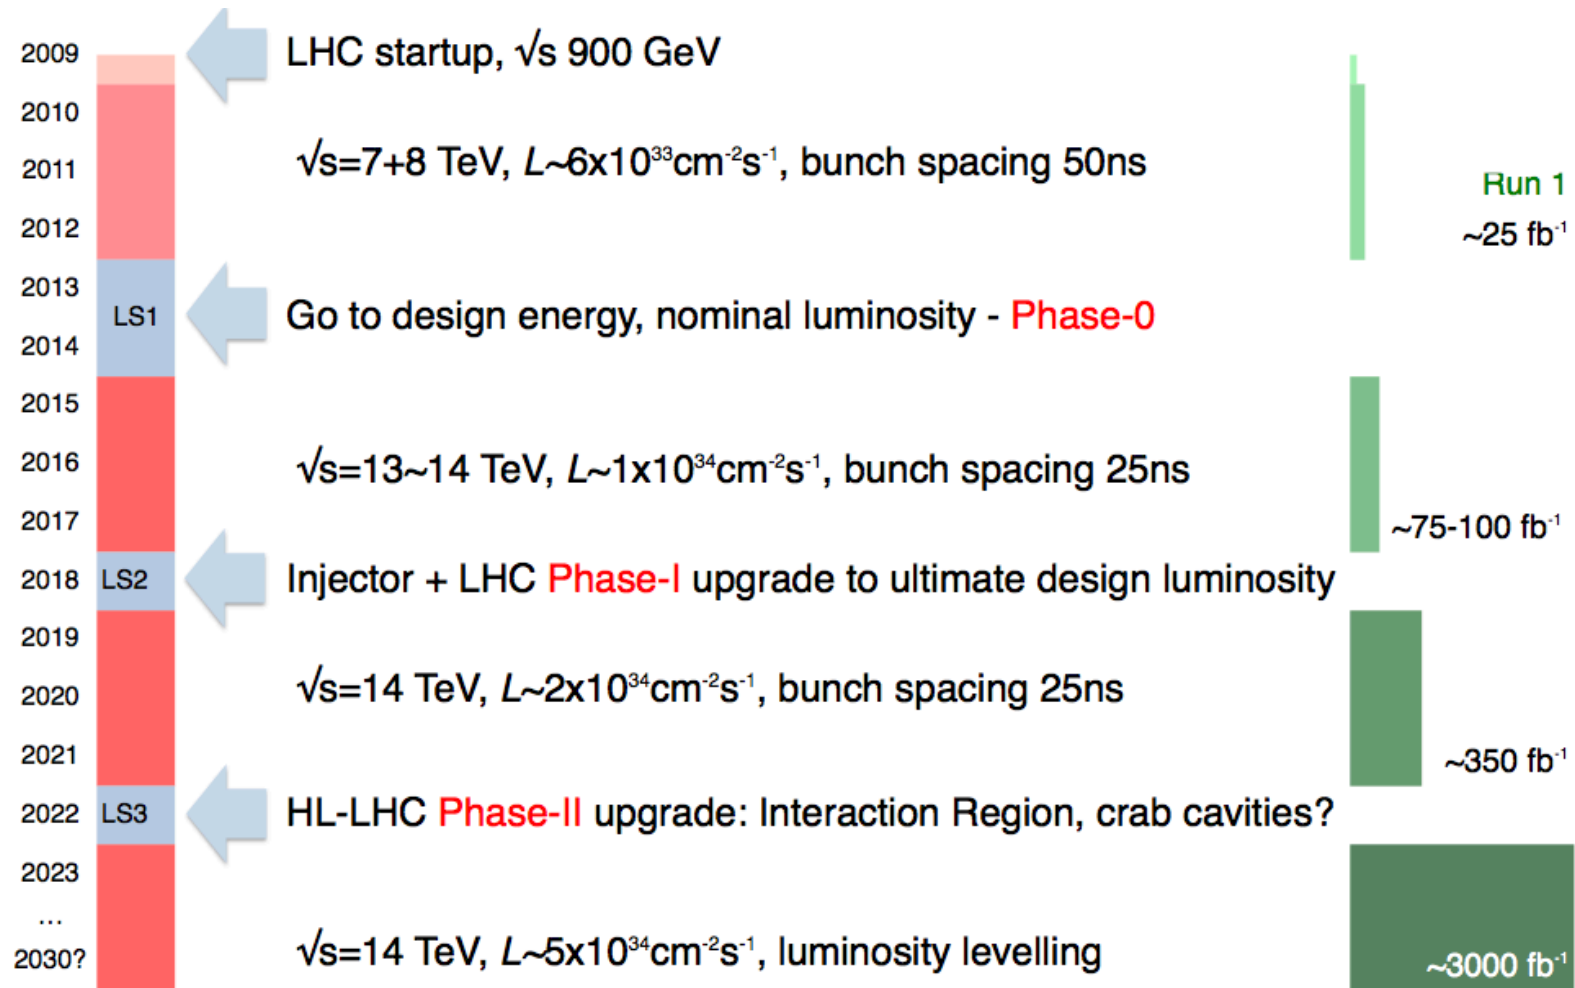 2009 LHC startup, √s 900 GeV
2010
√s=7+8 TeV, L~6x10³³cm⁻²s⁻¹, bunch spacing 50ns
2011
Run 1
2012 ~25 fb⁻¹
2013
LS1 Go to design energy, nominal luminosity - Phase-0
2014
2015
2016 √s=13~14 TeV, L~1x10³⁴cm⁻²s⁻¹, bunch spacing 25ns
2017 ~75-100 fb⁻¹
2018 LS2 Injector + LHC Phase-I upgrade to ultimate design luminosity
2019
2020 √s=14 TeV, L~2x10³⁴cm⁻²s⁻¹, bunch spacing 25ns
2021 ~350 fb⁻¹
2022 LS3 HL-LHC Phase-II upgrade: Interaction Region, crab cavities?
2023
...
2030? √s=14 TeV, L~5x10³⁴cm⁻²s⁻¹, luminosity levelling ~3000 fb⁻¹